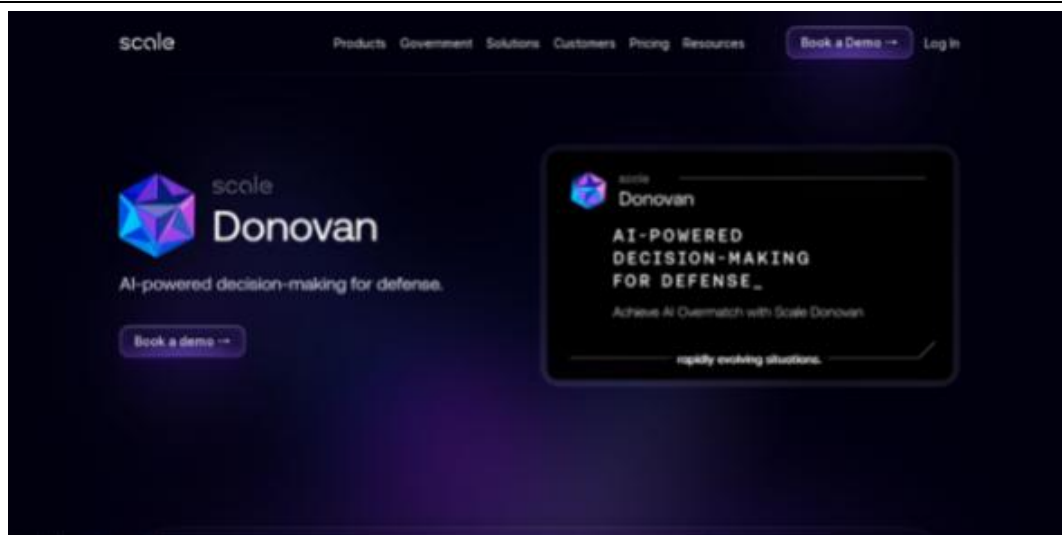 scale
Products Government Solutions Customers Pricing Resources
Book a Demo → Log In
scale
Donovan
AI-powered decision-making for defense.
Book a demo →
scale
Donovan
AI-POWERED
DECISION-MAKING
FOR DEFENSE_
Achieve AI Overmatch with Scale Donovan
rapidly evolving situations.